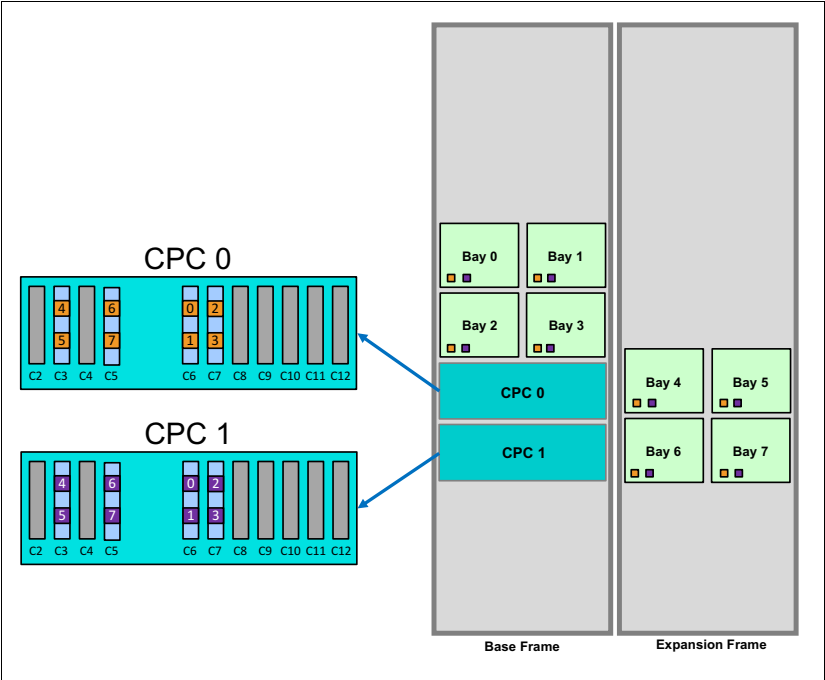 CPC 0
4 6 0 2
5 7 1 3
C2 C3 C4 C5 C6 C7 C8 C9 C10 C11 C12
CPC 1
4 6 0 2
5 7 1 3
C2 C3 C4 C5 C6 C7 C8 C9 C10 C11 C12
Bay 0 Bay 1
Bay 2 Bay 3
CPC 0
CPC 1
Base Frame
Bay 4 Bay 5
Bay 6 Bay 7
Expansion Frame